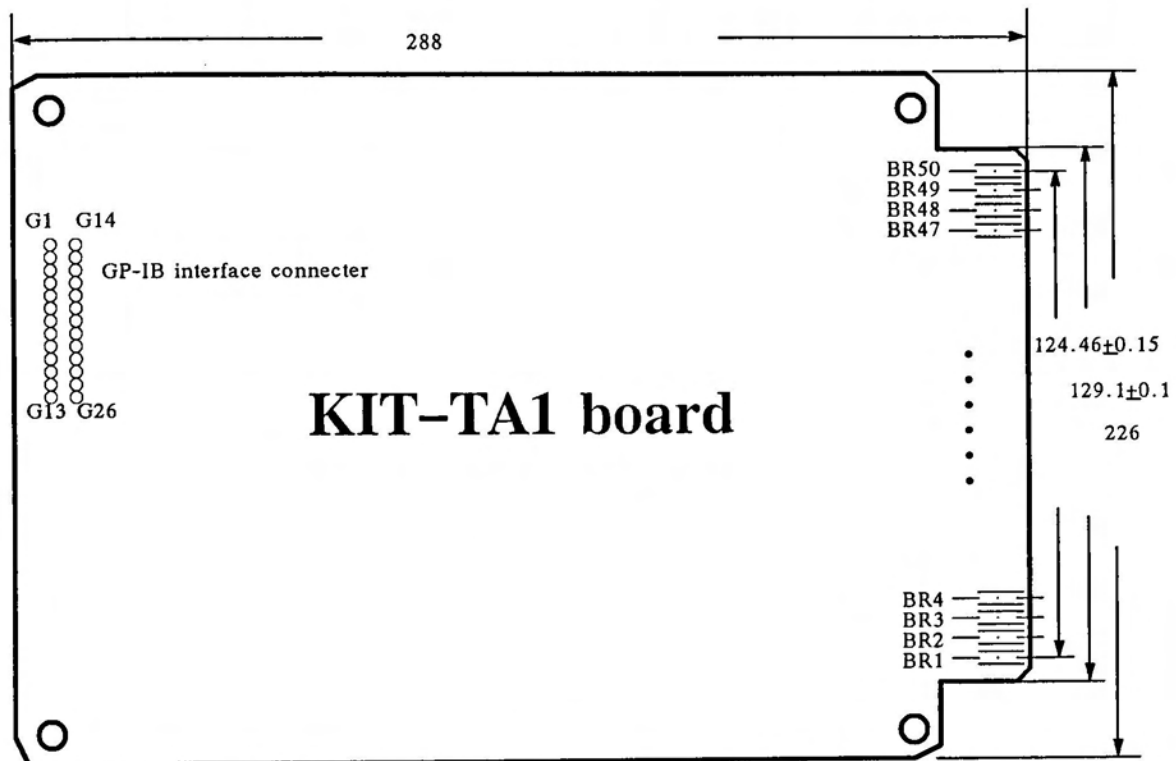 288
BR50
BR49
BR48
BR47
G1 G14
GP-IB interface connecter
124.46±0.15
129.1±0.1
KIT-TA1 board
G13 G26
226
BR4
BR3
BR2
BR1